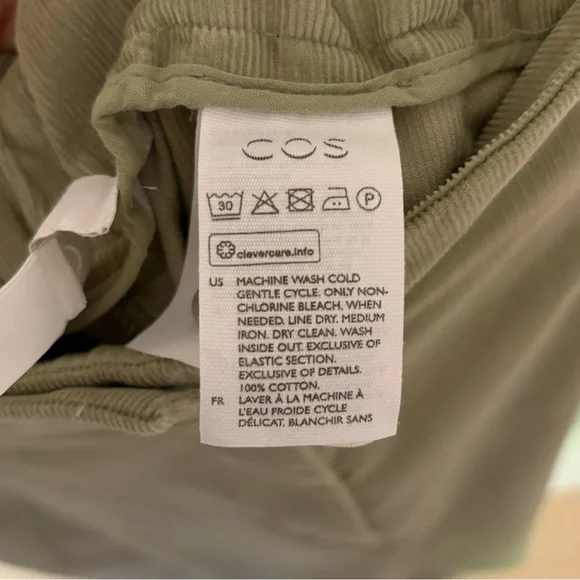 COS
30 P
clevercare.info
US MACHINE WASH COLD
GENTLE CYCLE. ONLY NON-
CHLORINE BLEACH, WHEN
NEEDED. LINE DRY. MEDIUM
IRON. DRY CLEAN. WASH
INSIDE OUT. EXCLUSIVE OF
ELASTIC SECTION.
EXCLUSIVE OF DETAILS.
100% COTTON.
FR LAVER À LA MACHINE À
L'EAU FROIDE CYCLE
DÉLICAT. BLANCHIR SANS